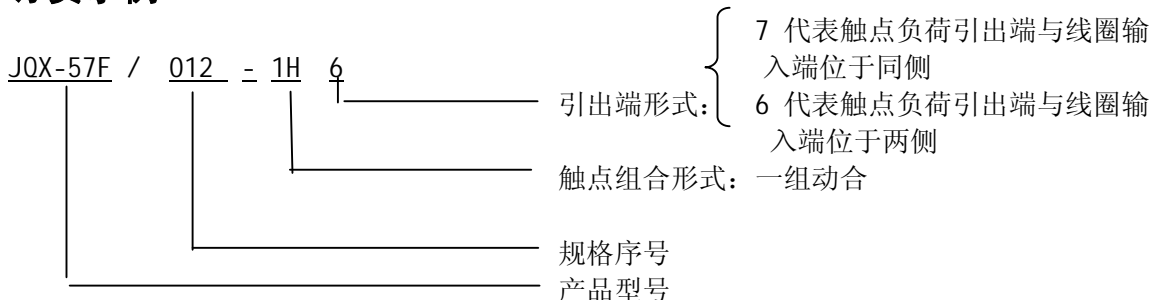 JQX-57F / 012 - 1H 6
引出端形式：
7 代表触点负荷引出端与线圈输
入端位于同侧
6 代表触点负荷引出端与线圈输
入端位于两侧
触点组合形式：一组动合
规格序号
产品型号